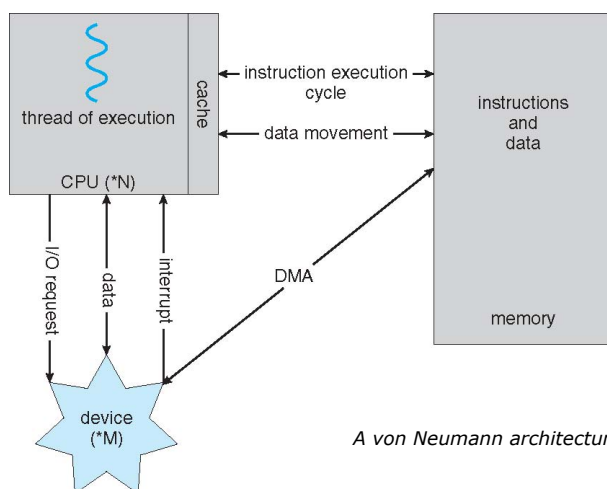 thread of execution
cache
CPU (*N)
instruction execution
cycle
data movement
instructions
and
data
memory
I/O request
data
interrupt
DMA
device
(*M)
A von Neumann architectur